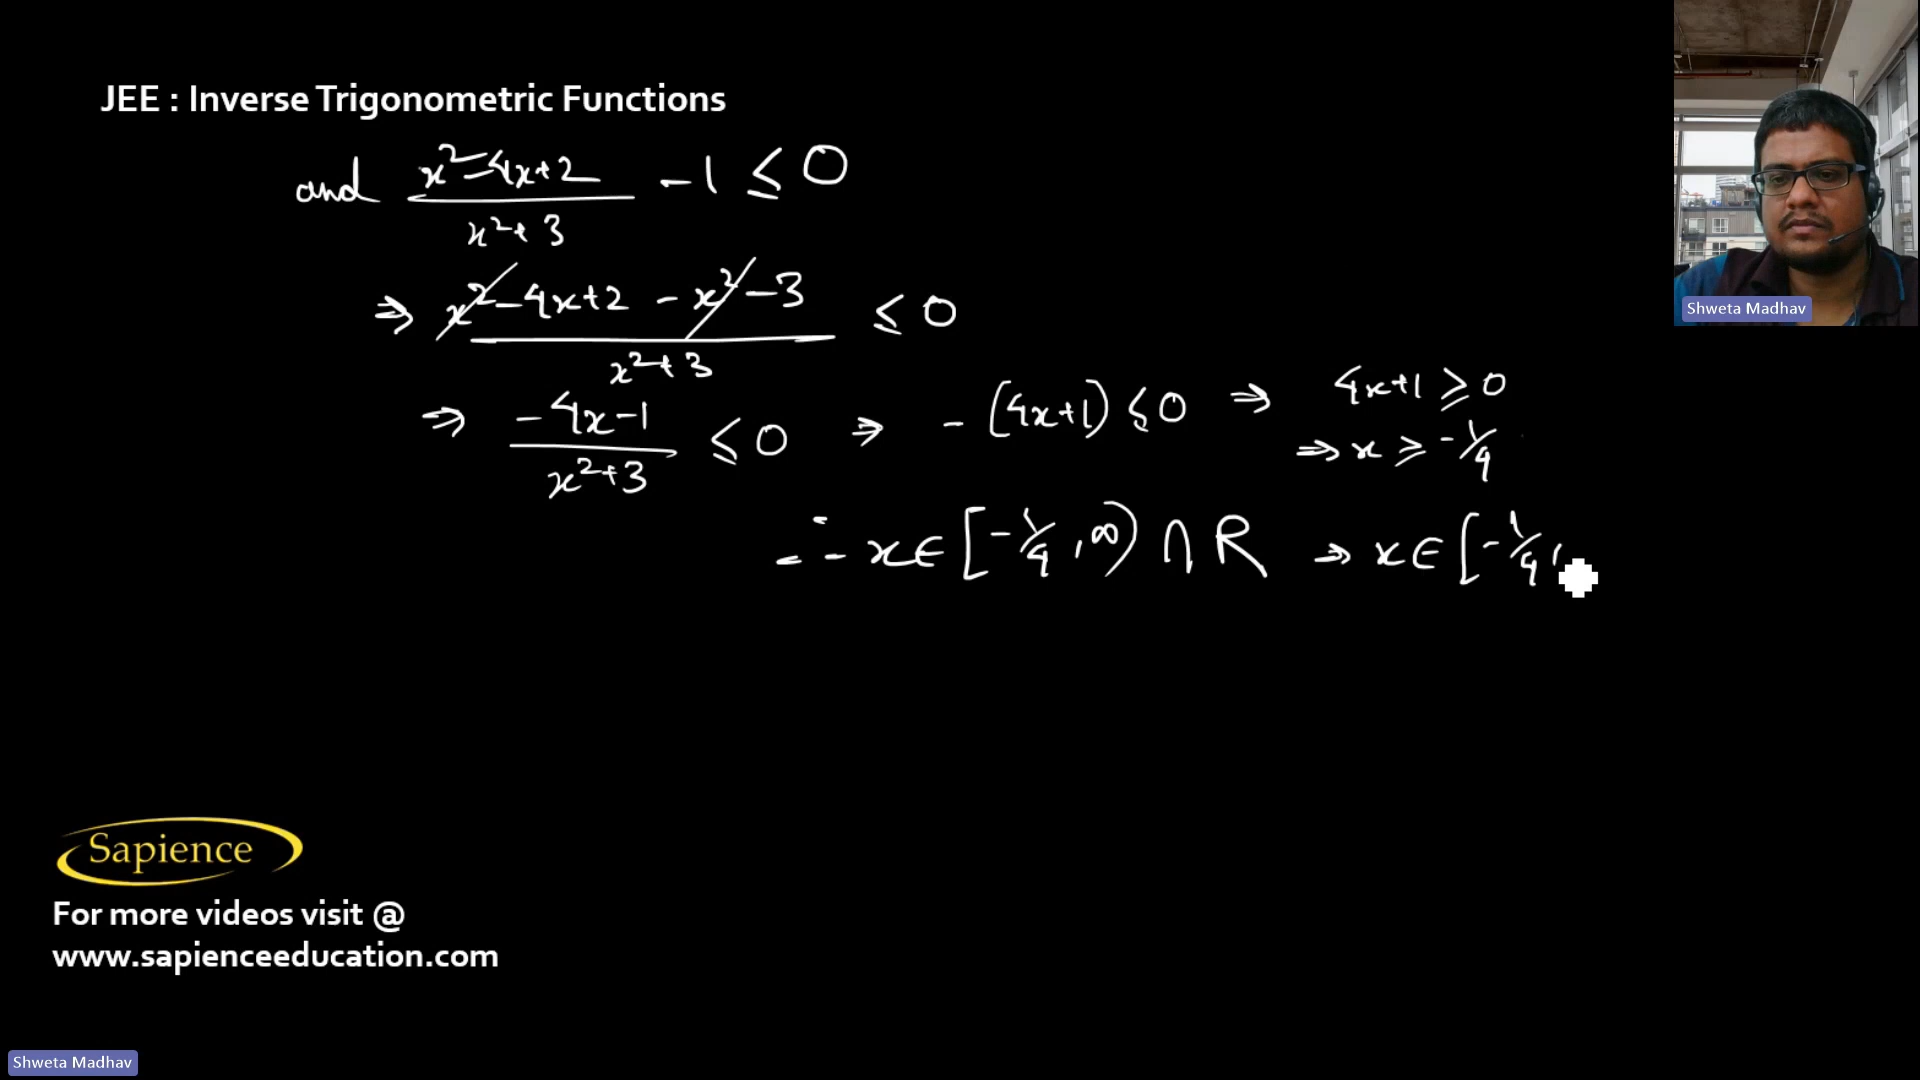 JEE : Inverse Trigonometric Functions
and (x²-4x+2)/(x²+3) - 1 ≤ 0
⇒ (x²-4x+2-x²-3)/(x²+3) ≤ 0
⇒ (-4x-1)/(x²+3) ≤ 0 ⇒ -(4x+1) ≤ 0 ⇒ 4x+1 ≥ 0
⇒ x ≥ -1/4
∴ x ∈ [-1/4, ∞) ∩ R ⇒ x ∈ [-1/4,
Shweta Madhav
Sapience
For more videos visit @
www.sapienceeducation.com
Shweta Madhav